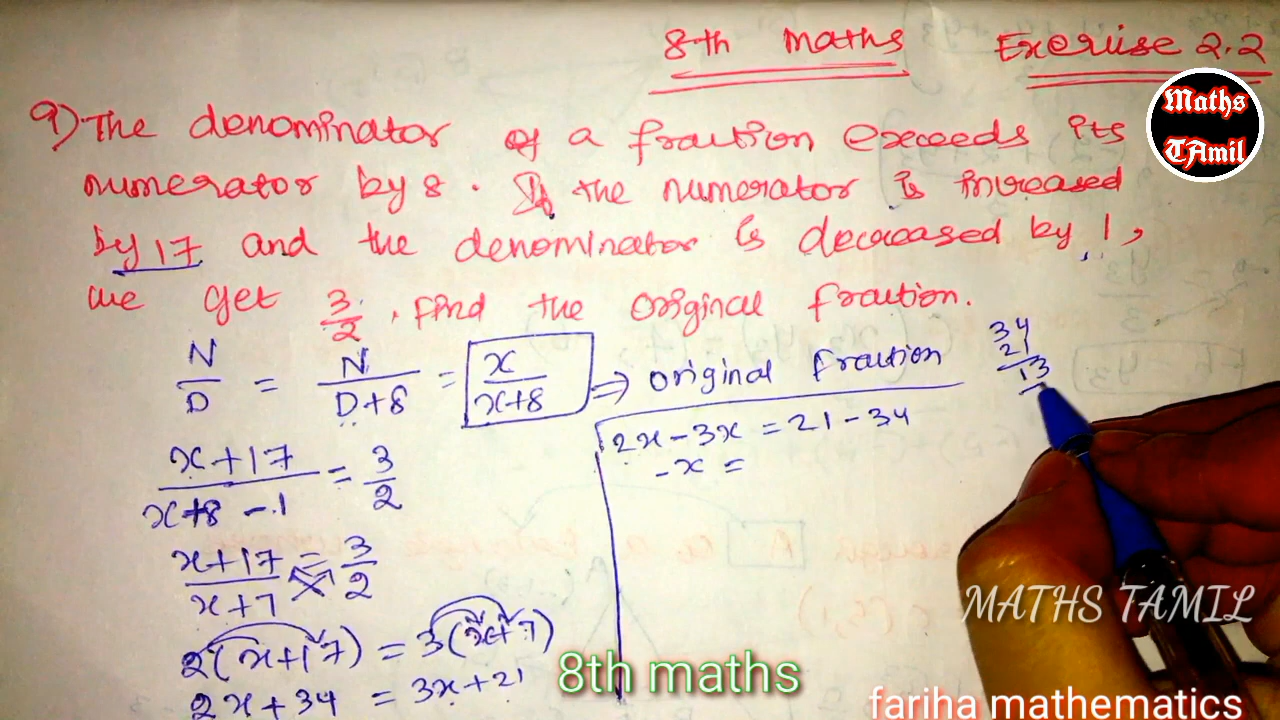 8th maths Exercise 2.2
Maths
TAmil
9) The denominator of a fraction exceeds its
numerator by 8. If the numerator is increased
by 17 and the denominator is decreased by 1,
we get 3/2, Find the original fraction.
N/D = N/D+8 = x/x+8 ⇒ original fraction
34
21
13
x+17/x+8-1 = 3/2
x+17/x+7 = 3/2
2(x+17) = 3(x+7)
2x+34 = 3x+21
2x-3x = 21-34
-x =
MATHS TAMIL
8th maths
fariha mathematics